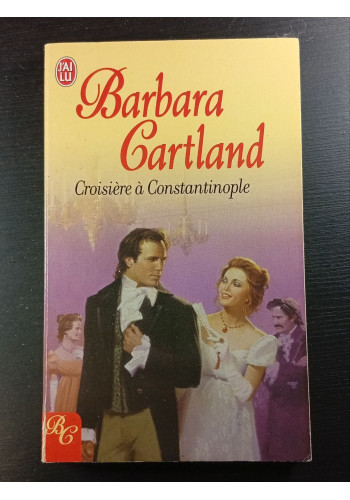 J'AI
LU
Barbara
Cartland
Croisière à Constantinople
BC